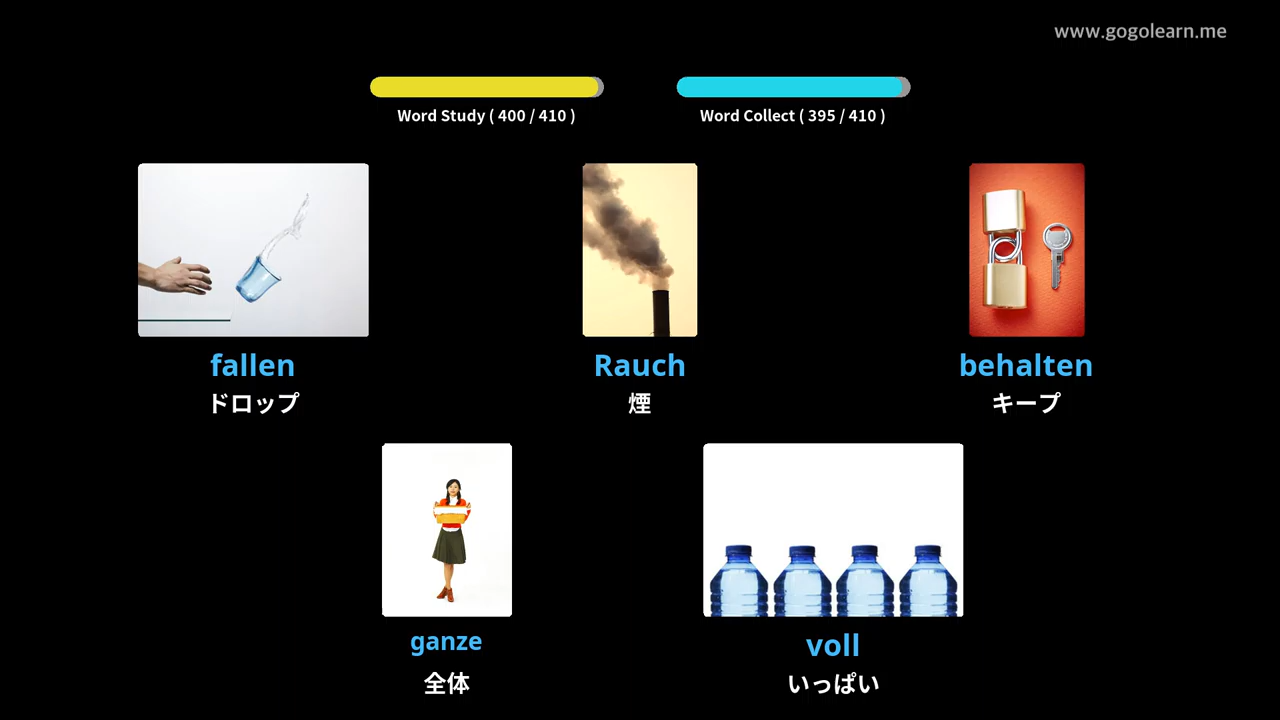 www.gogolearn.me
Word Study ( 400 / 410 )
Word Collect ( 395 / 410 )
fallen
ドロップ
Rauch
煙
behalten
キープ
ganze
全体
voll
いっぱい